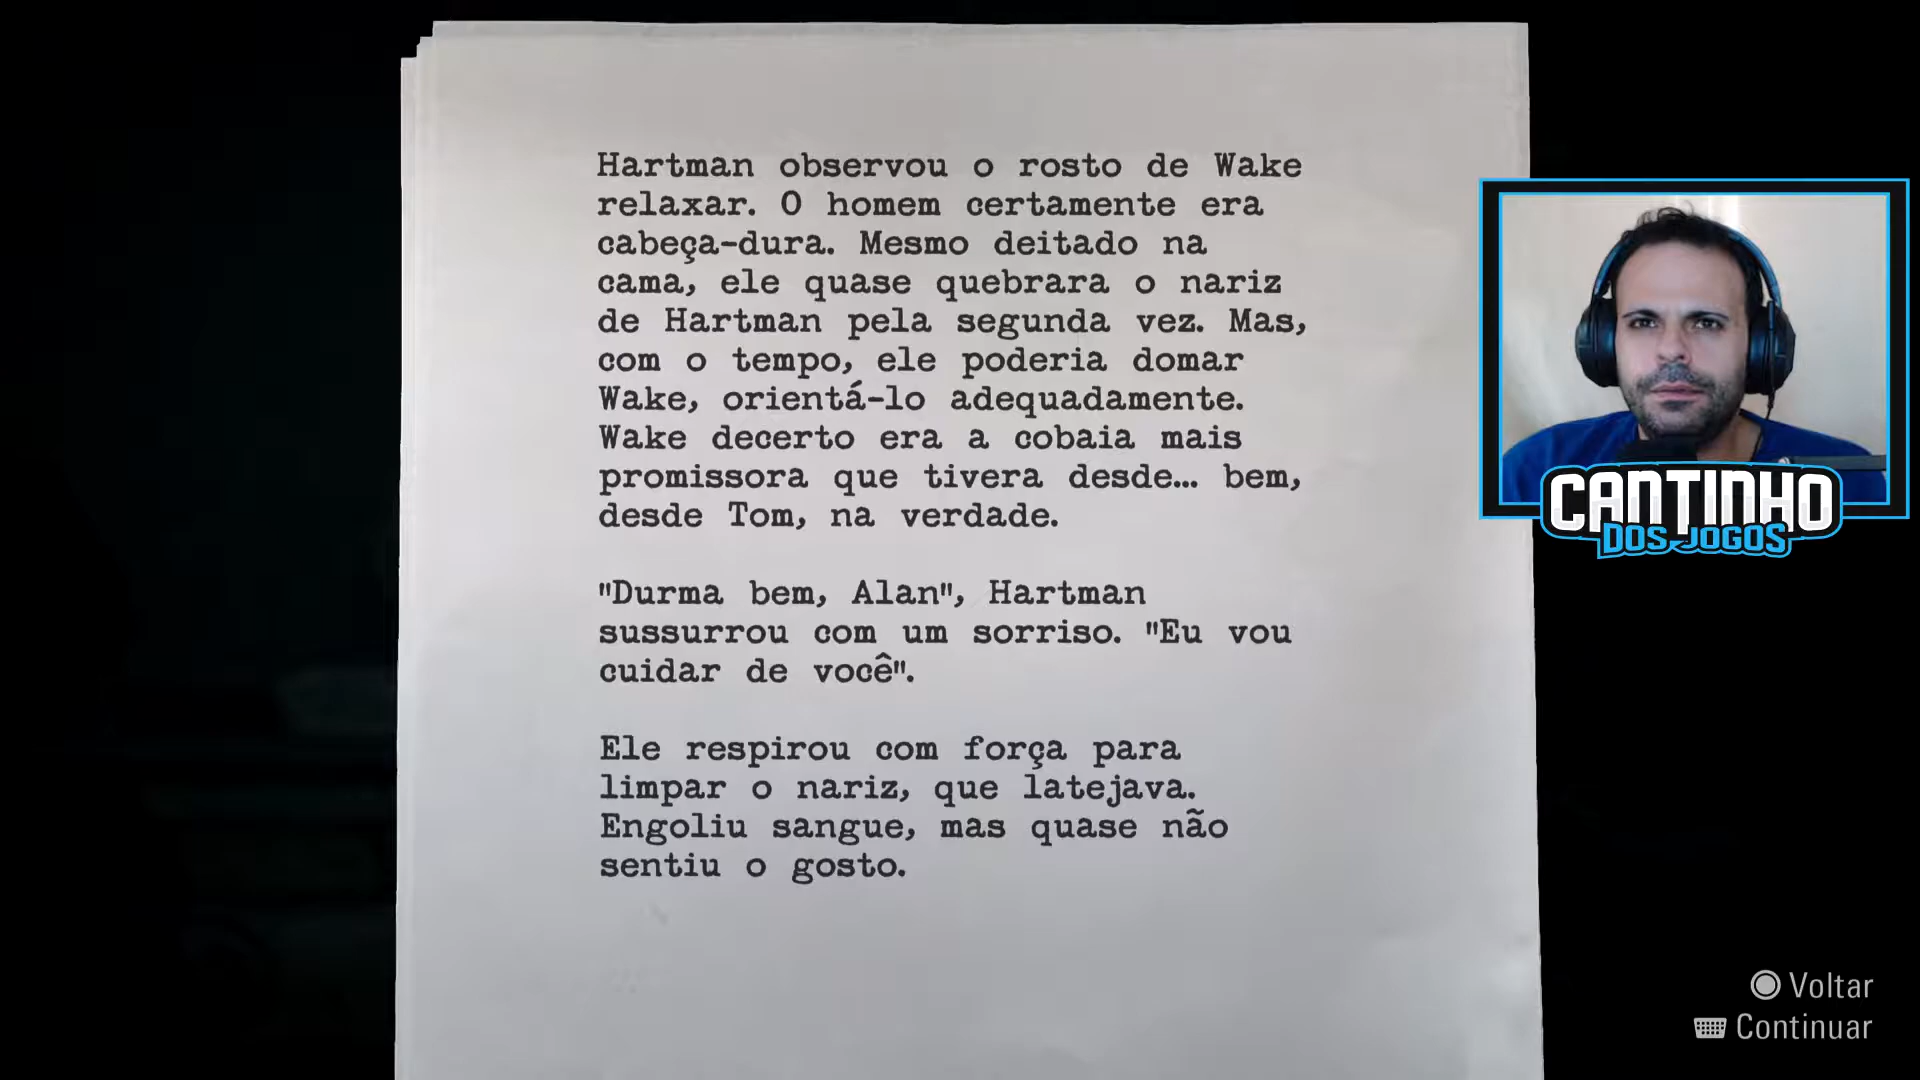 Hartman observou o rosto de Wake
relaxar. O homem certamente era
cabeça-dura. Mesmo deitado na
cama, ele quase quebrara o nariz
de Hartman pela segunda vez. Mas,
com o tempo, ele poderia domar
Wake, orientá-lo adequadamente.
Wake decerto era a cobaia mais
promissora que tivera desde... bem,
desde Tom, na verdade.
"Durma bem, Alan", Hartman
sussurrou com um sorriso. "Eu vou
cuidar de você".
Ele respirou com força para
limpar o nariz, que latejava.
Engoliu sangue, mas quase não
sentiu o gosto.
CANTINHO
DOS JOGOS
Voltar
Continuar